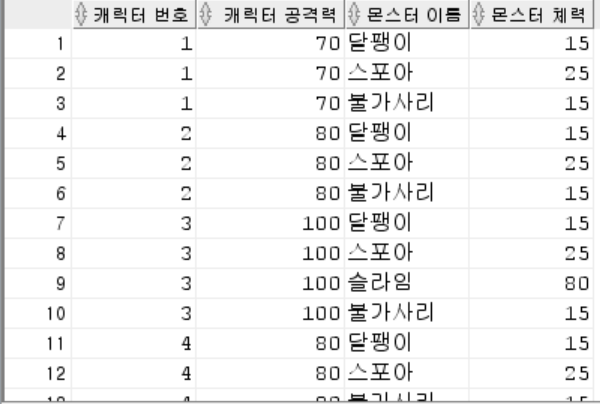 캐릭터 번호 캐릭터 공격력 몬스터 이름 몬스터 체력
1 1 70 달팽이 15
2 1 70 스포아 25
3 1 70 불가사리 15
4 2 80 달팽이 15
5 2 80 스포아 25
6 2 80 불가사리 15
7 3 100 달팽이 15
8 3 100 스포아 25
9 3 100 슬라임 80
10 3 100 불가사리 15
11 4 80 달팽이 15
12 4 80 스포아 25